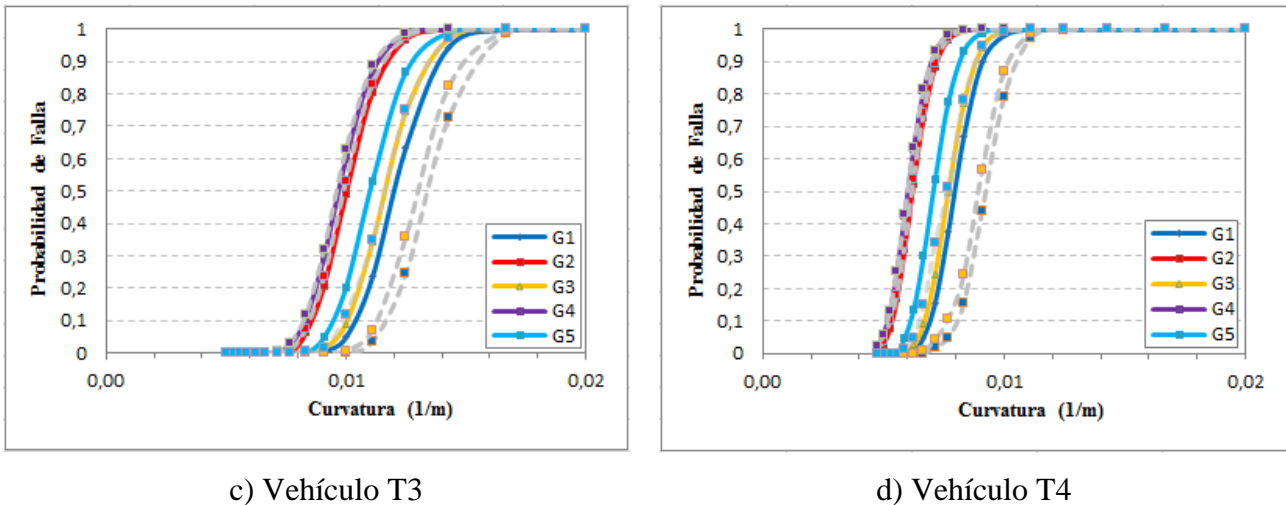 1
0,9
0,8
0,7
0,6
0,5
0,4
0,3
0,2
0,1
0
Probabilidad de Falla
0,00
0,01
0,02
Curvatura (1/m)
G1
G2
G3
G4
G5
1
0,9
0,8
0,7
0,6
0,5
0,4
0,3
0,2
0,1
0
Probabilidad de Falla
0,00
0,01
0,02
Curvatura (1/m)
G1
G2
G3
G4
G5
c) Vehículo T3
d) Vehículo T4